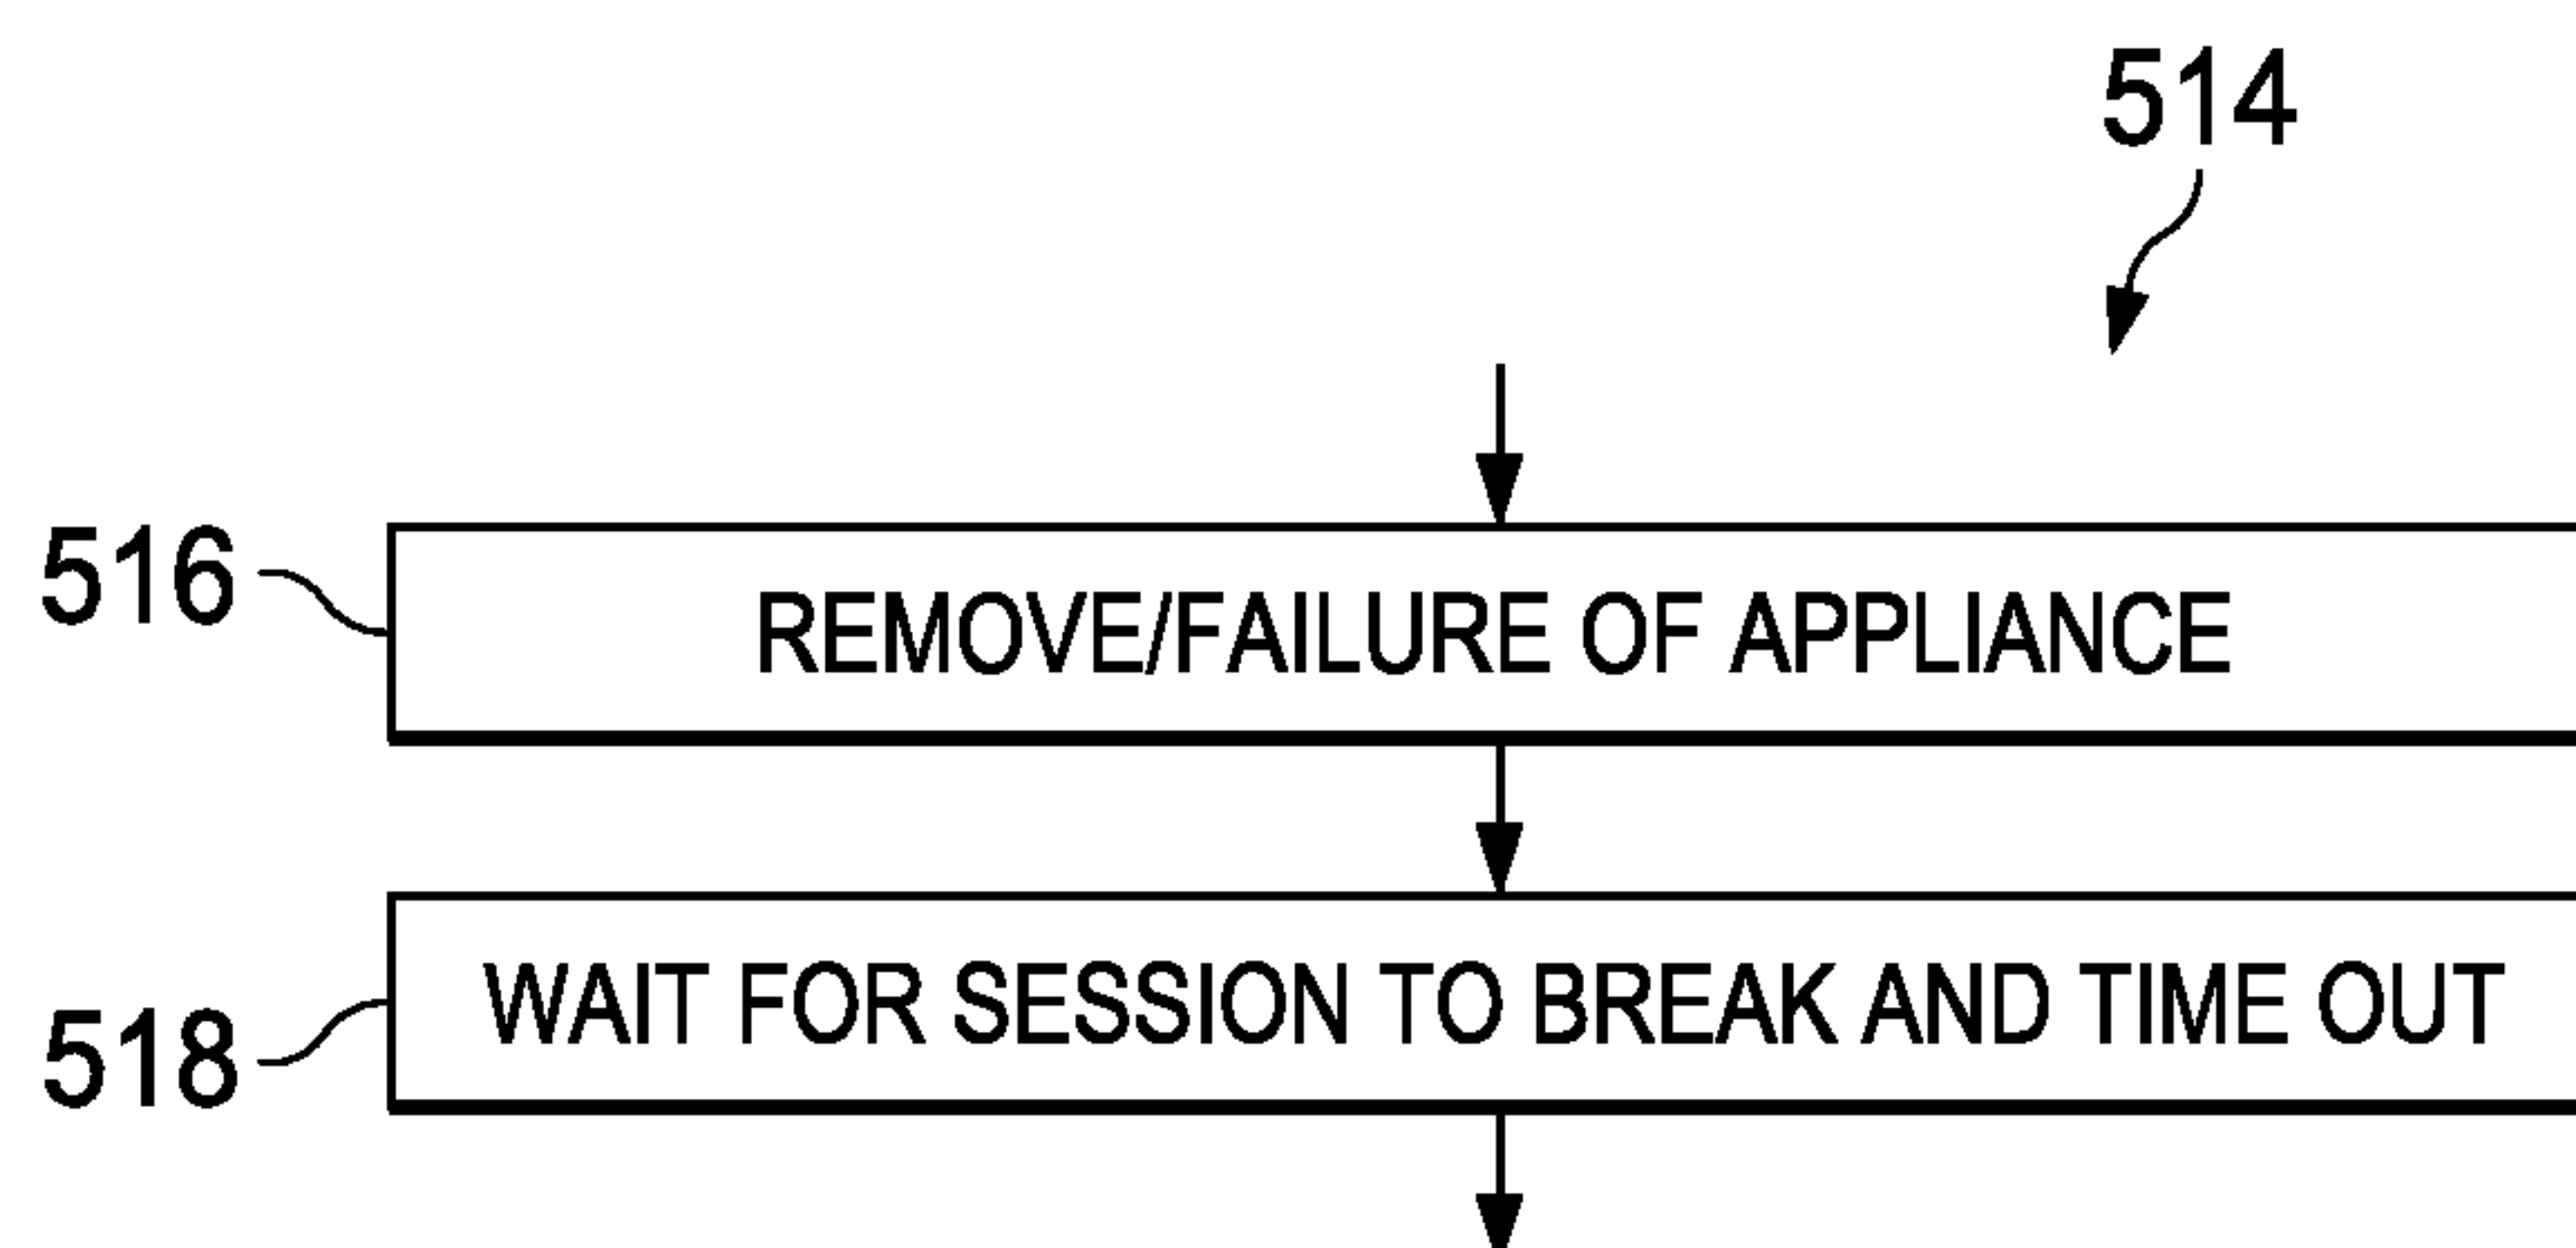 514
516
REMOVE/FAILURE OF APPLIANCE
518
WAIT FOR SESSION TO BREAK AND TIME OUT